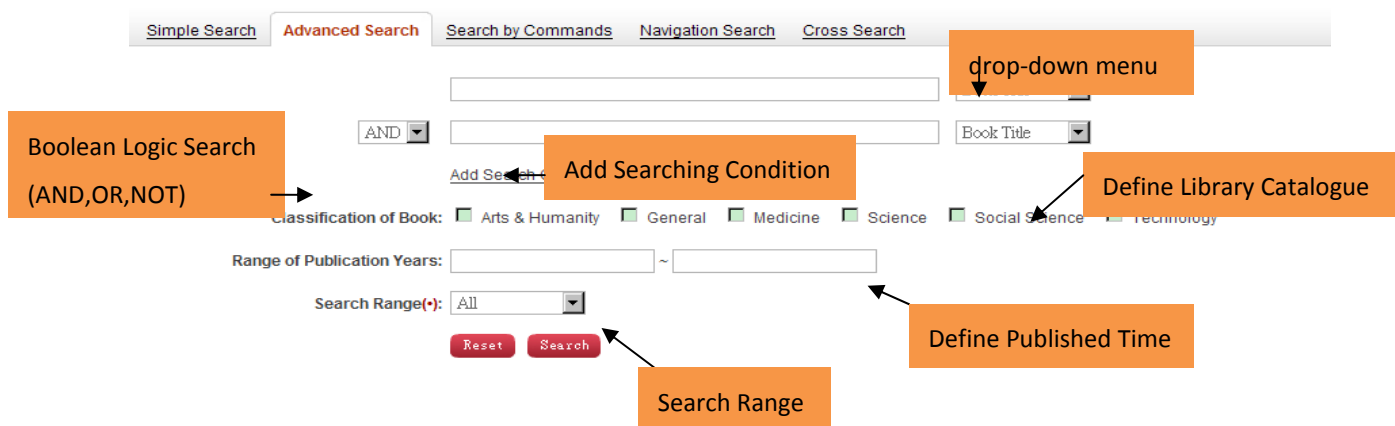 Simple Search Advanced Search Search by Commands Navigation Search Cross Search
drop-down menu
AND Book Title
Boolean Logic Search
(AND,OR,NOT)
Add Search
Add Searching Condition
Define Library Catalogue
Classification of Book: Arts & Humanity General Medicine Science Social Science Technology
Range of Publication Years: ~
Search Range(•): All
Define Published Time
Reset Search
Search Range